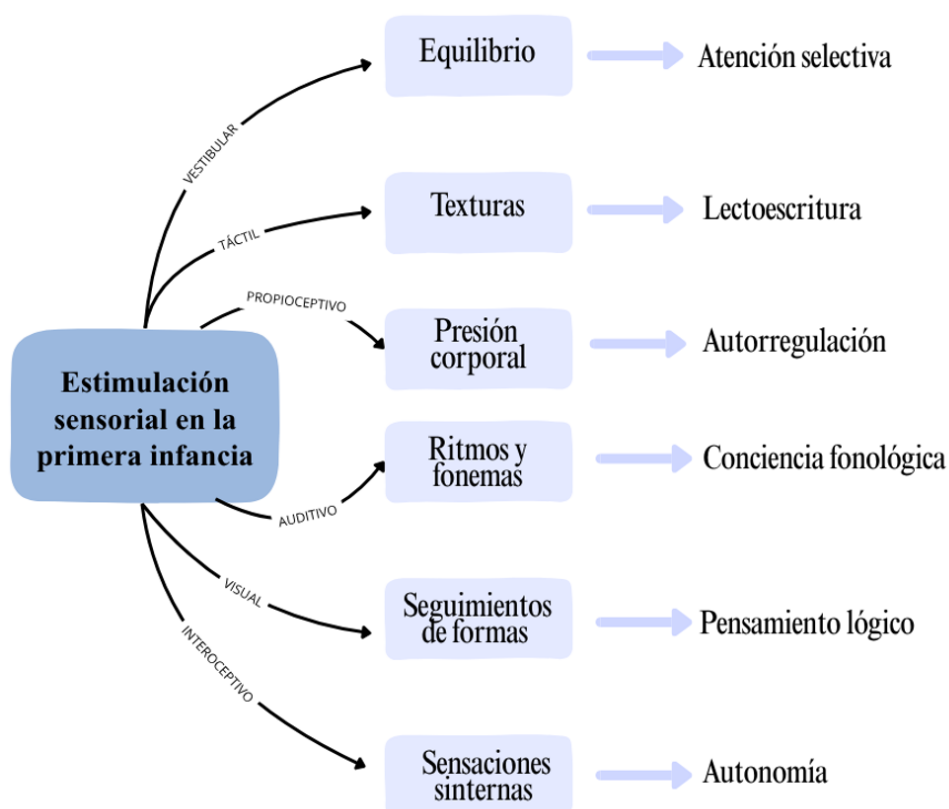 Equilibrio
Atención selectiva
VESTIBULAR
Texturas
Lectoescritura
TÁCTIL
PROPIOCEPTIVO
Presión
corporal
Autorregulación
Estimulación
sensorial en la
primera infancia
Ritmos y
fonemas
Conciencia fonológica
AUDITIVO
VISUAL
Seguimientos
de formas
Pensamiento lógico
INTEROCEPTIVO
Sensaciones
sinternas
Autonomía